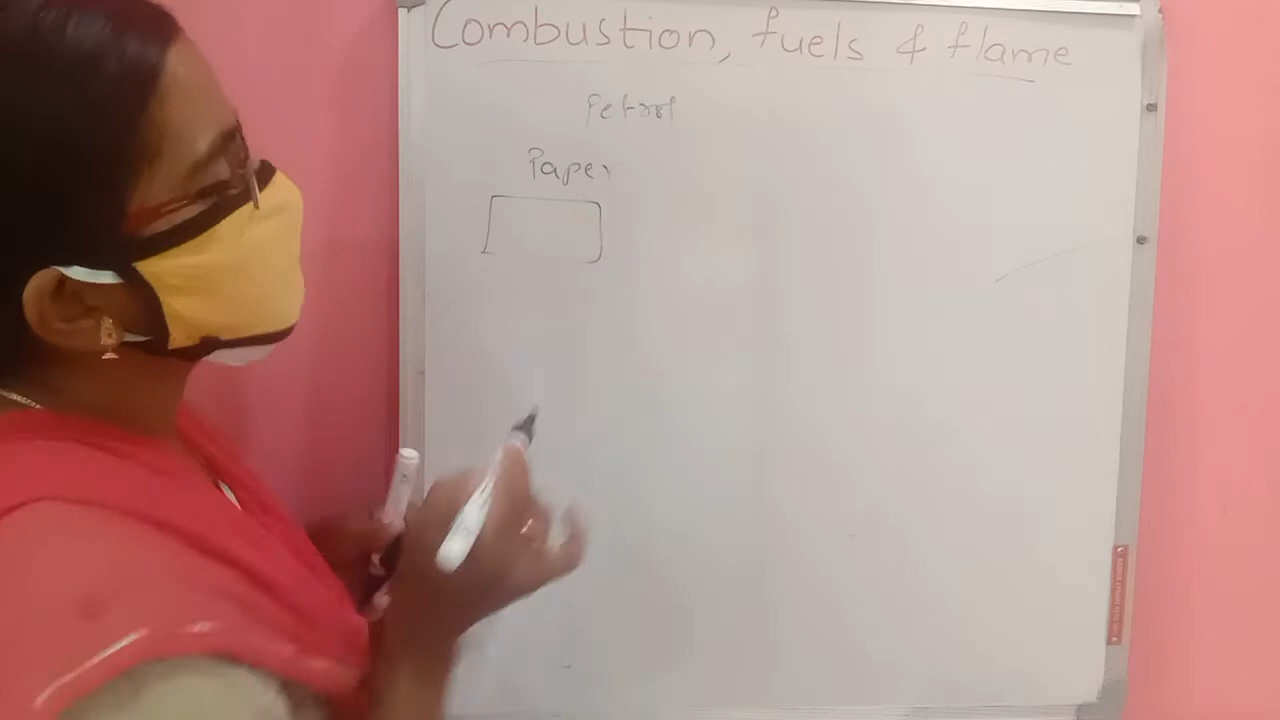 Combustion, fuels & flame
Petrol
Paper